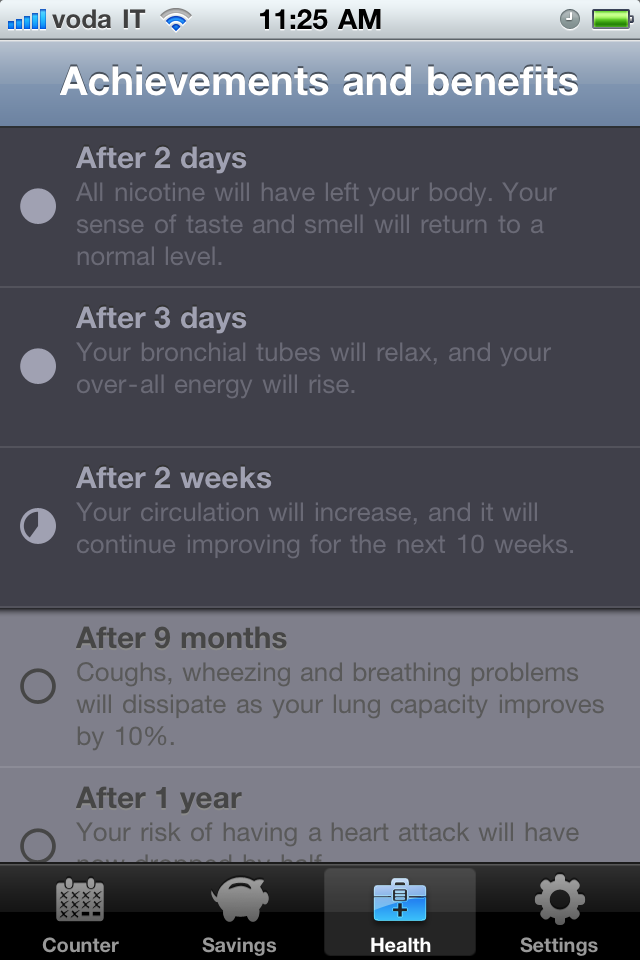 voda IT 11:25 AM
Achievements and benefits
After 2 days
All nicotine will have left your body. Your
sense of taste and smell will return to a
normal level.
After 3 days
Your bronchial tubes will relax, and your
over-all energy will rise.
After 2 weeks
Your circulation will increase, and it will
continue improving for the next 10 weeks.
After 9 months
Coughs, wheezing and breathing problems
will dissipate as your lung capacity improves
by 10%.
After 1 year
Your risk of having a heart attack will have
now dropped by half
Counter Savings Health Settings